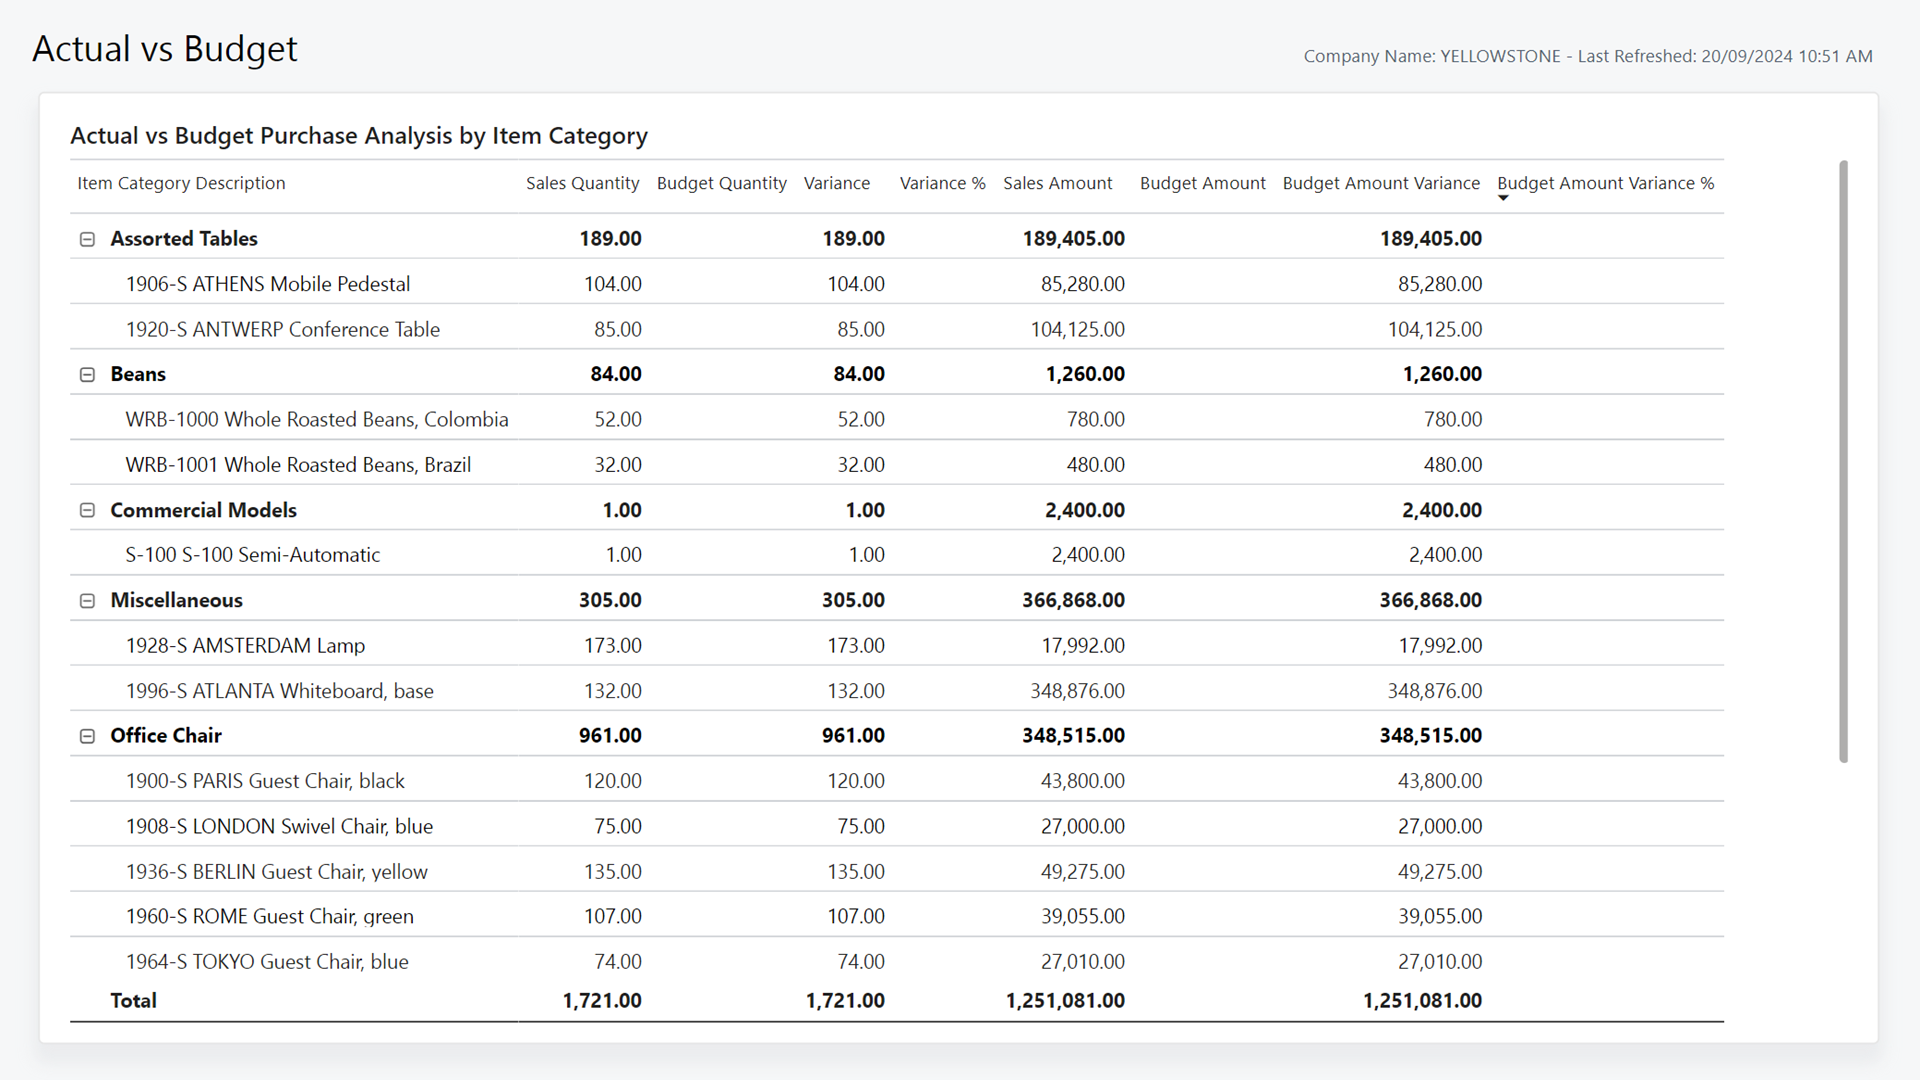 Actual vs Budget
Company Name: YELLOWSTONE - Last Refreshed: 20/09/2024 10:51 AM
Actual vs Budget Purchase Analysis by Item Category
Item Category Description Sales Quantity Budget Quantity Variance Variance % Sales Amount Budget Amount Budget Amount Variance Budget Amount Variance %
Assorted Tables 189.00 189.00 189,405.00 189,405.00
1906-S ATHENS Mobile Pedestal 104.00 104.00 85,280.00 85,280.00
1920-S ANTWERP Conference Table 85.00 85.00 104,125.00 104,125.00
Beans 84.00 84.00 1,260.00 1,260.00
WRB-1000 Whole Roasted Beans, Colombia 52.00 52.00 780.00 780.00
WRB-1001 Whole Roasted Beans, Brazil 32.00 32.00 480.00 480.00
Commercial Models 1.00 1.00 2,400.00 2,400.00
S-100 S-100 Semi-Automatic 1.00 1.00 2,400.00 2,400.00
Miscellaneous 305.00 305.00 366,868.00 366,868.00
1928-S AMSTERDAM Lamp 173.00 173.00 17,992.00 17,992.00
1996-S ATLANTA Whiteboard, base 132.00 132.00 348,876.00 348,876.00
Office Chair 961.00 961.00 348,515.00 348,515.00
1900-S PARIS Guest Chair, black 120.00 120.00 43,800.00 43,800.00
1908-S LONDON Swivel Chair, blue 75.00 75.00 27,000.00 27,000.00
1936-S BERLIN Guest Chair, yellow 135.00 135.00 49,275.00 49,275.00
1960-S ROME Guest Chair, green 107.00 107.00 39,055.00 39,055.00
1964-S TOKYO Guest Chair, blue 74.00 74.00 27,010.00 27,010.00
Total 1,721.00 1,721.00 1,251,081.00 1,251,081.00